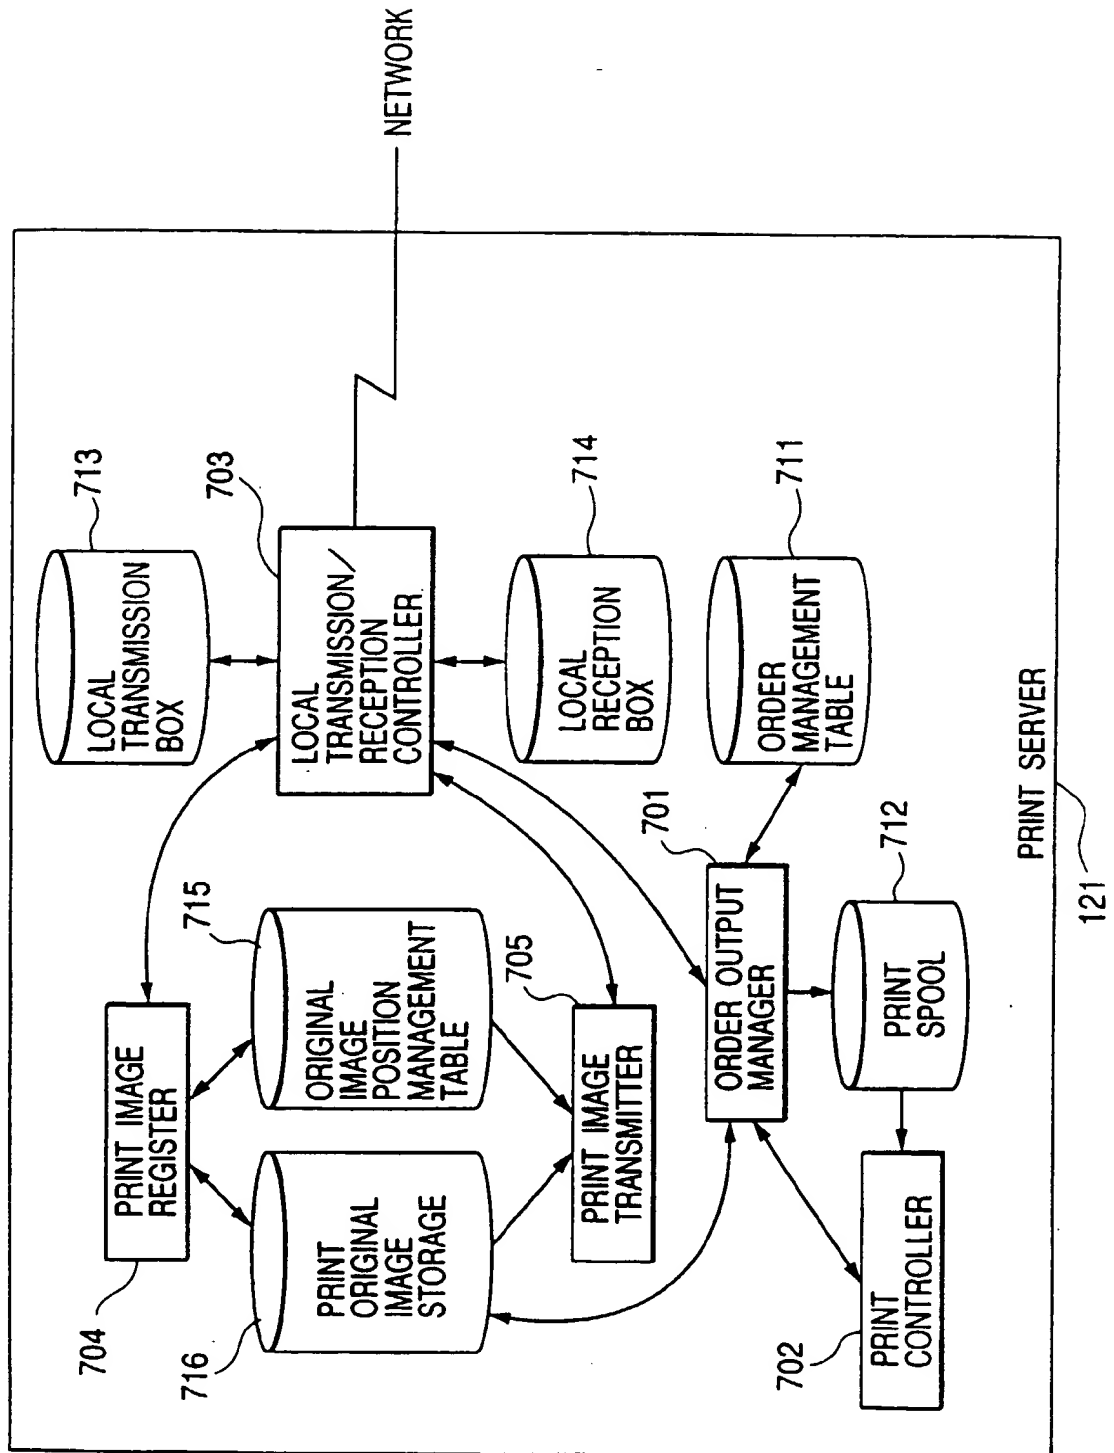 704
PRINT IMAGE
REGISTER
716
PRINT
ORIGINAL
IMAGE
STORAGE
715
ORIGINAL
IMAGE
POSITION
MANAGEMENT
TABLE
705
PRINT IMAGE
TRANSMITTER
713
LOCAL
TRANSMISSION
BOX
703
LOCAL
TRANSMISSION/
RECEPTION
CONTROLLER
NETWORK
714
LOCAL
RECEPTION
BOX
711
ORDER
MANAGEMENT
TABLE
701
ORDER OUTPUT
MANAGER
712
PRINT
SPOOL
702
PRINT
CONTROLLER
PRINT SERVER
121